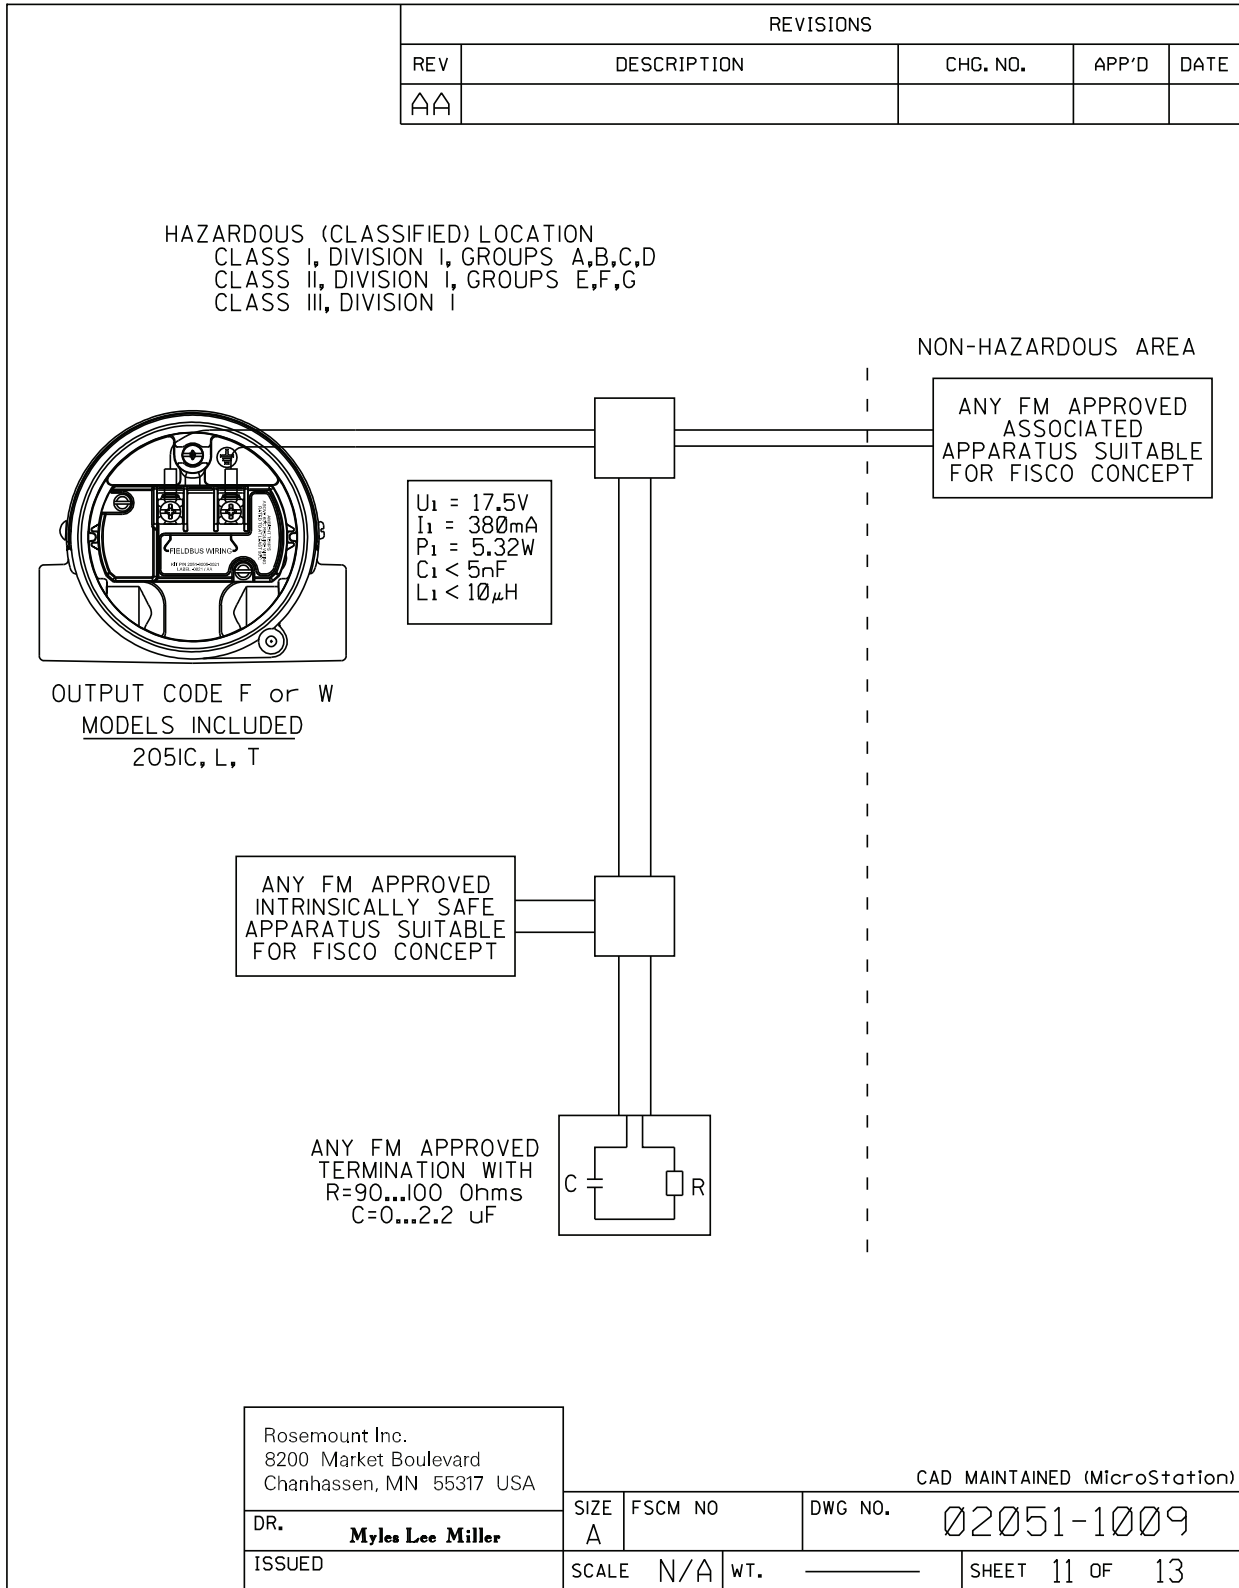 REVISIONS
REV DESCRIPTION CHG. NO. APP'D DATE
AA
HAZARDOUS (CLASSIFIED) LOCATION
CLASS I, DIVISION I, GROUPS A,B,C,D
CLASS II, DIVISION I, GROUPS E,F,G
CLASS III, DIVISION I
NON-HAZARDOUS AREA
ANY FM APPROVED
ASSOCIATED
APPARATUS SUITABLE
FOR FISCO CONCEPT
U1 = 17.5V
I1 = 380mA
P1 = 5.32W
C1 < 5nF
L1 < 10µH
FIELDBUS WIRING
OUTPUT CODE F or W
MODELS INCLUDED
2051C, L, T
ANY FM APPROVED
INTRINSICALLY SAFE
APPARATUS SUITABLE
FOR FISCO CONCEPT
ANY FM APPROVED
TERMINATION WITH
R=90...100 Ohms
C=0...2.2 uF
C R
Rosemount Inc.
8200 Market Boulevard
Chanhassen, MN 55317 USA
CAD MAINTAINED (MicroStation)
DR. Myles Lee Miller
SIZE A
FSCM NO
DWG NO. 02051-1009
ISSUED
SCALE N/A
WT.
SHEET 11 OF 13